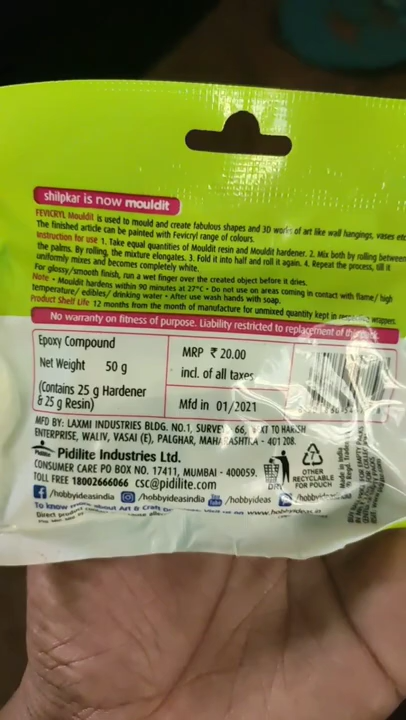 shilpkar is now mouldit
FEVICRYL Mouldit is used to mould and create fabulous shapes and 3D works of art like wall hangings, vases etc.
The finished article can be painted with Fevicryl range of colours.
Instruction for use 1. Take equal quantities of Mouldit resin and Mouldit hardener. 2. Mix both by rolling between
the palms. By rolling, the mixture elongates. 3. Fold it into half and roll it again. 4. Repeat the process, till it
uniformly mixes and becomes completely white.
For glossy/smooth finish, run a wet finger over the created object before it dries.
Note • Mouldit hardens within 90 minutes at 27°C • Do not use on areas coming in contact with flame/ high
temperature/ edibles/ drinking water • After use wash hands with soap.
Product Shelf Life 12 months from the month of manufacture for unmixed quantity kept in wrappers.
No warranty on fitness of purpose. Liability restricted to replacement of the
Epoxy Compound
Net Weight 50 g
(Contains 25 g Hardener
& 25 g Resin)
MRP ₹ 20.00
incl. of all taxes
Mfd in 01/2021
MFD BY: LAXMI INDUSTRIES BLDG. NO.1, SURVEY 66, TO HARISH
ENTERPRISE, WALIV, VASAI (E), PALGHAR, MAHARASHTRA - 401 208.
Pidilite
Pidilite Industries Ltd.
CONSUMER CARE PO BOX NO. 17411, MUMBAI - 400059.
TOLL FREE 18002666066 csc@pidilite.com
/hobbyideasindia /hobbyideasindia You Tube /hobbyideas
To know about Art & Craft
Direct
OTHER
RECYCLABLE
FOR POUCH
Made in India